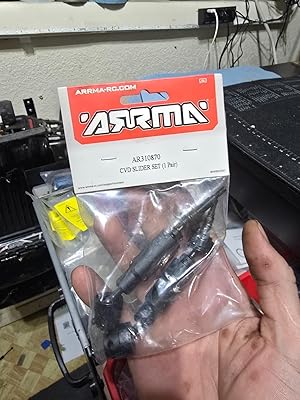 ARRMA-RC.COM
ARRMA
AR310870
CVD SLIDER SET (1 Pair)